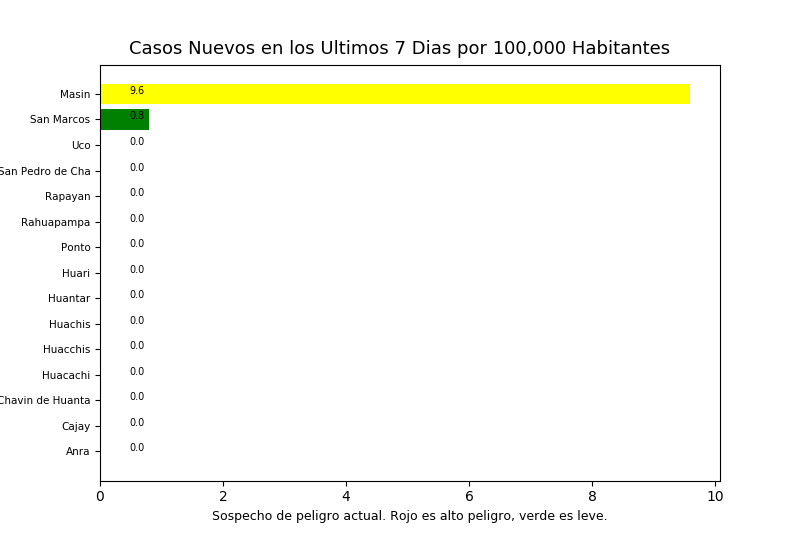 Casos Nuevos en los Ultimos 7 Dias por 100,000 Habitantes
Masin 9.6
San Marcos 0.8
Uco 0.0
San Pedro de Cha 0.0
Rapayan 0.0
Rahuapampa 0.0
Ponto 0.0
Huari 0.0
Huantar 0.0
Huachis 0.0
Huacchis 0.0
Huacachi 0.0
Chavin de Huanta 0.0
Cajay 0.0
Anra 0.0
0 2 4 6 8 10
Sospecho de peligro actual. Rojo es alto peligro, verde es leve.